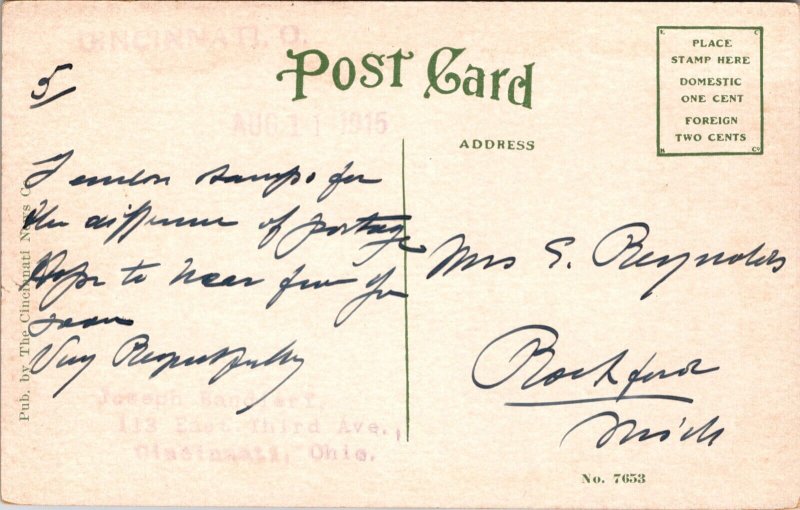 CINCINNATI, O.
AUG 11 1915
POST CARD
5
PLACE
STAMP HERE
DOMESTIC
ONE CENT
FOREIGN
TWO CENTS
ADDRESS
I enclose stamps for
the difference of postage
Hope to hear from you
soon
Very Respectfully
Mrs E. Reynolds
Rockford
Mich
Joseph
113 East Third Ave.,
Cincinnati, Ohio.
Pub. by The Cincinnati News Co.
No. 7653